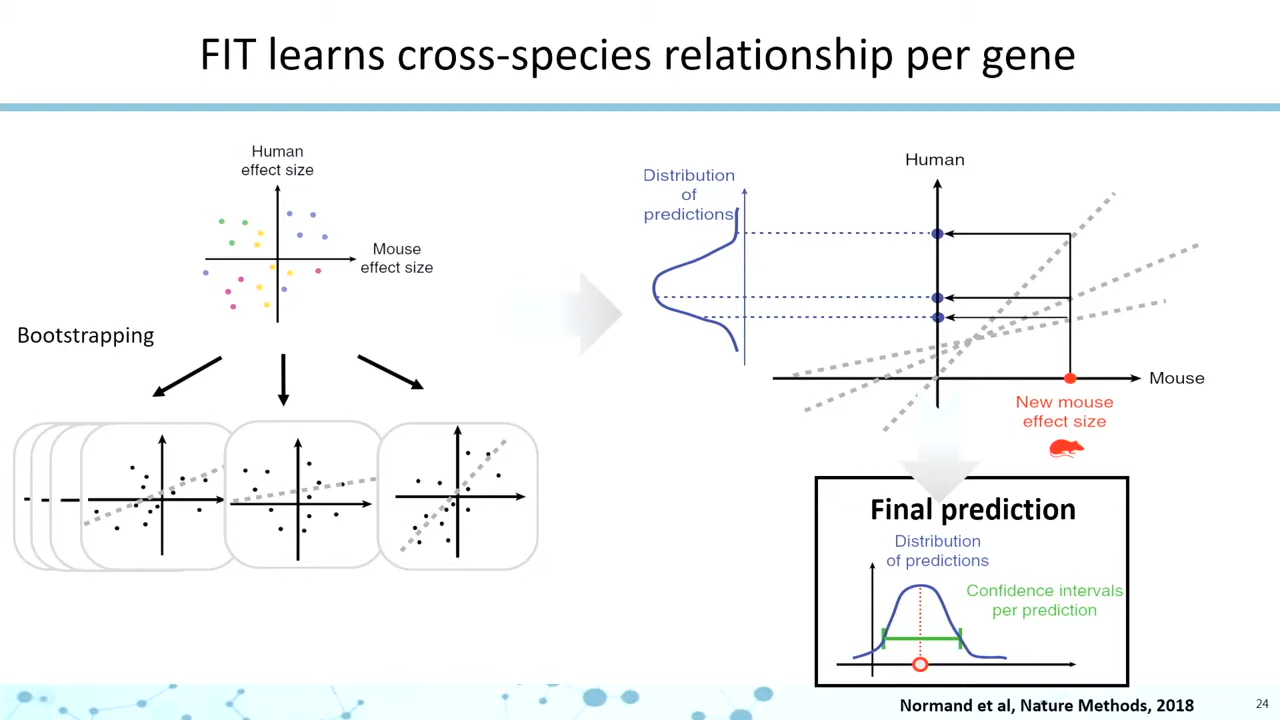 FIT learns cross-species relationship per gene
Human
effect size
Mouse
effect size
Bootstrapping
Distribution
of
predictions
Human
Mouse
New mouse
effect size
Final prediction
Distribution
of predictions
Confidence intervals
per prediction
Normand et al, Nature Methods, 2018
24